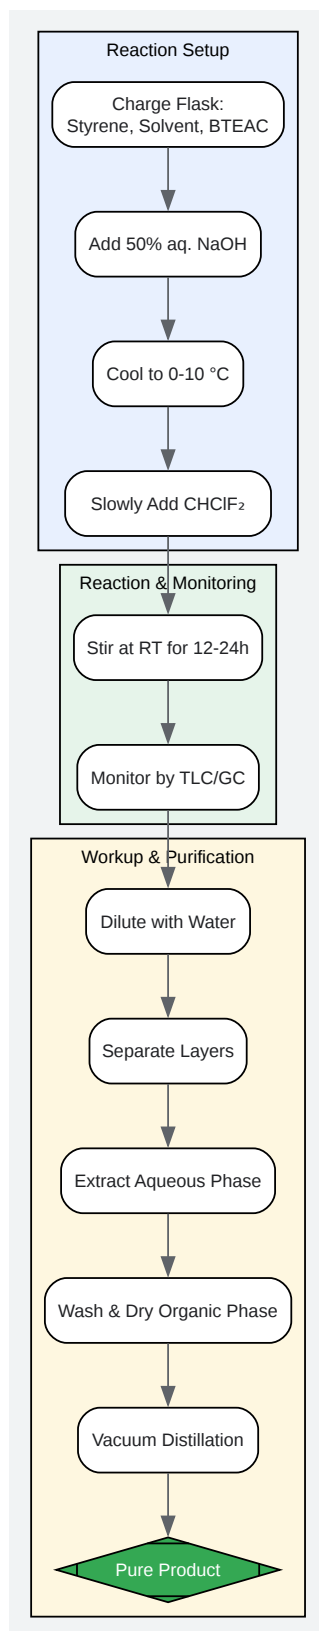 Reaction Setup
Charge Flask:
Styrene, Solvent, BTEAC
Add 50% aq. NaOH
Cool to 0-10 °C
Slowly Add CHClF₂
Reaction & Monitoring
Stir at RT for 12-24h
Monitor by TLC/GC
Workup & Purification
Dilute with Water
Separate Layers
Extract Aqueous Phase
Wash & Dry Organic Phase
Vacuum Distillation
Pure Product